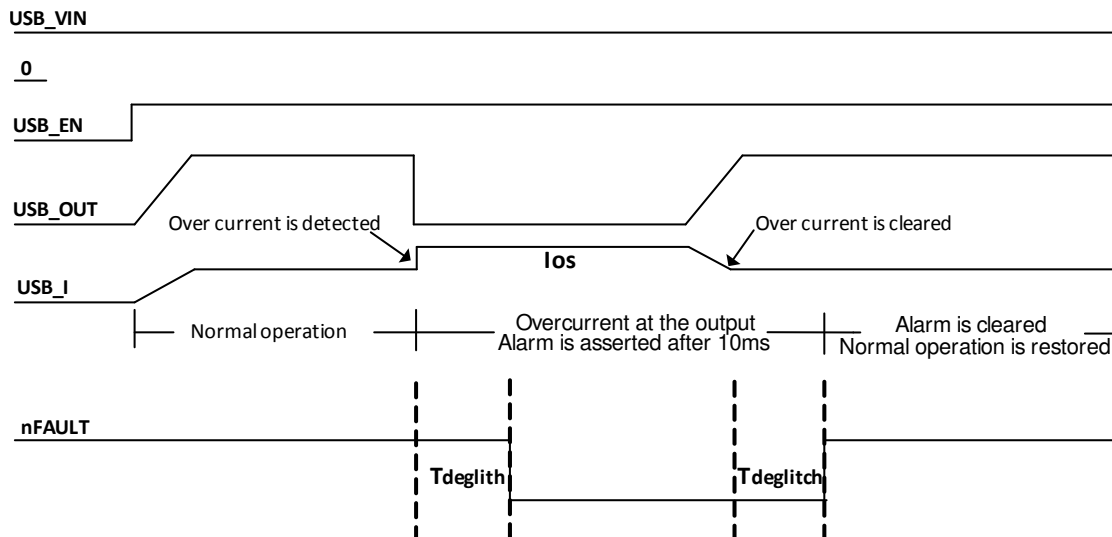 USB_VIN
0
USB_EN
USB_OUT
Over current is detected
Over current is cleared
Ios
USB_I
Normal operation
Overcurrent at the output
Alarm is asserted after 10ms
Alarm is cleared
Normal operation is restored
nFAULT
Tdeglith
Tdeglitch